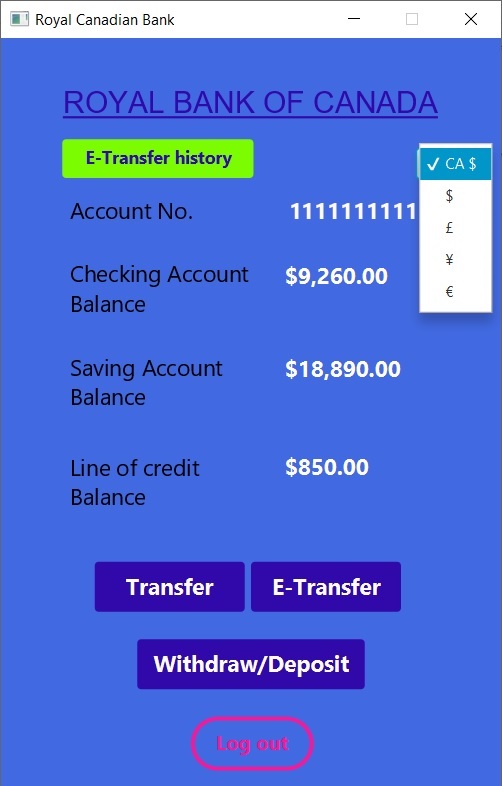 Royal Canadian Bank
ROYAL BANK OF CANADA
E-Transfer history
✓ CA $
$
£
¥
€
Account No.
1111111111
Checking Account
Balance
$9,260.00
Saving Account
Balance
$18,890.00
Line of credit
Balance
$850.00
Transfer
E-Transfer
Withdraw/Deposit
Log out